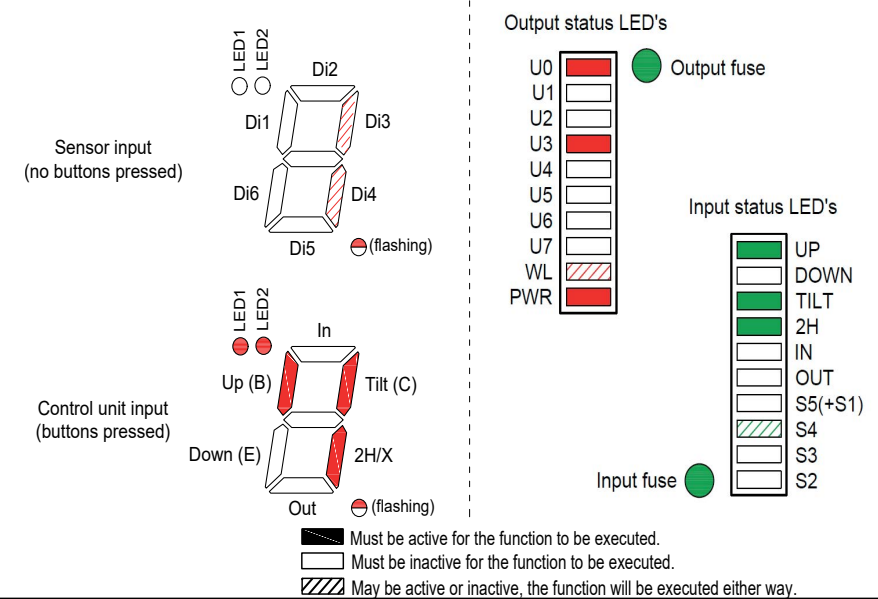 LED1
LED2
Di2
Di1
Di3
Sensor input
(no buttons pressed)
Di6
Di4
Di5
(flashing)
LED1
LED2
In
Up (B)
Tilt (C)
Control unit input
(buttons pressed)
Down (E)
2H/X
Out
(flashing)
Output status LED's
U0
Output fuse
U1
U2
U3
U4
U5
U6
U7
WL
PWR
Input status LED's
UP
DOWN
TILT
2H
IN
OUT
S5(+S1)
S4
S3
Input fuse
S2
Must be active for the function to be executed.
Must be inactive for the function to be executed.
May be active or inactive, the function will be executed either way.